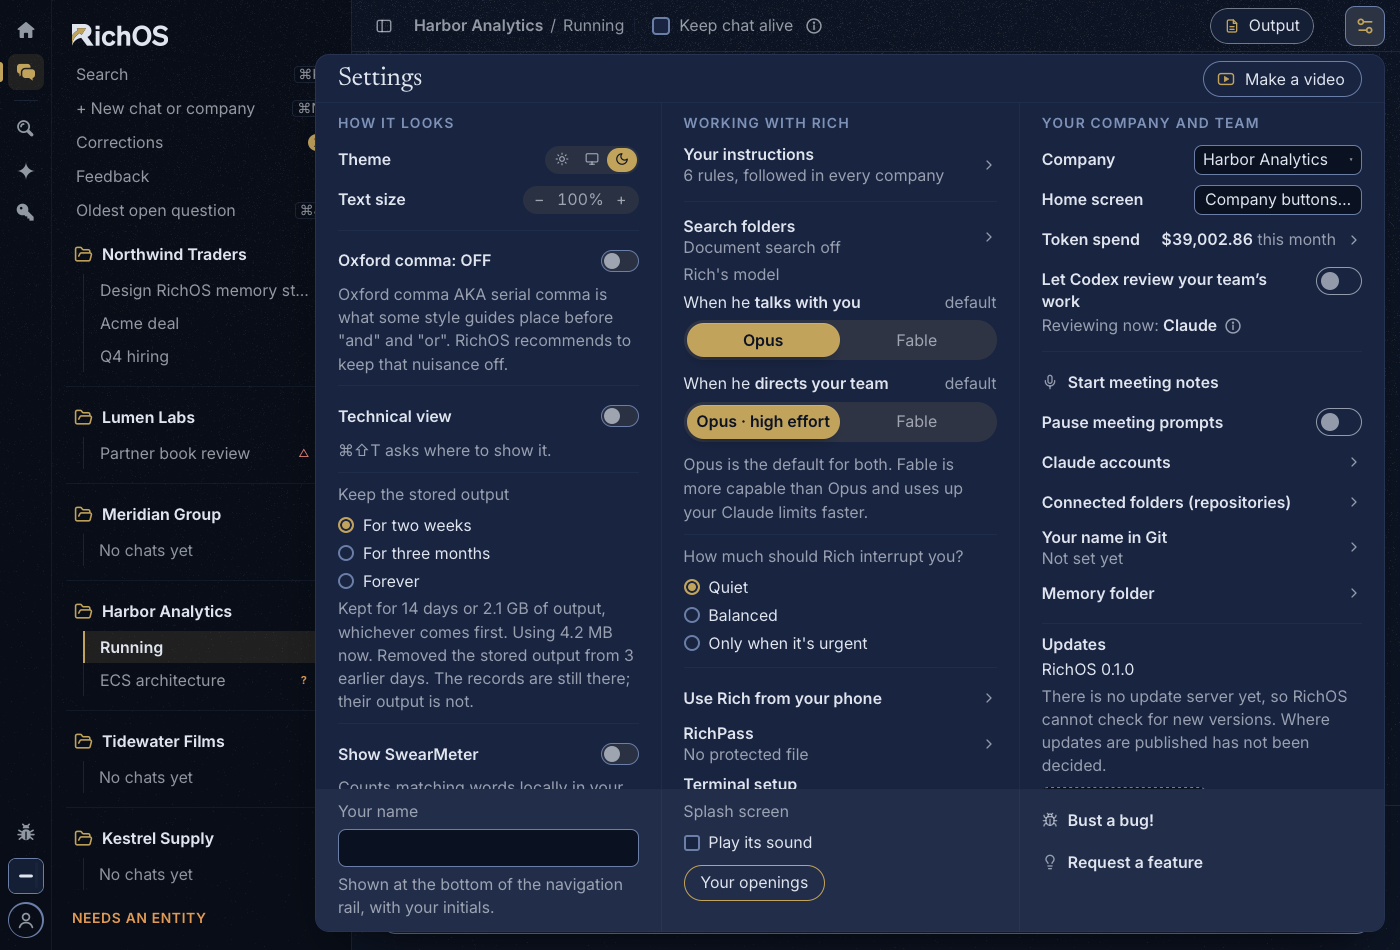 RichOS
Search
+ New chat or company
Corrections
Feedback
Oldest open question
Northwind Traders
Design RichOS memory st...
Acme deal
Q4 hiring
Lumen Labs
Partner book review
Meridian Group
No chats yet
Harbor Analytics
Running
ECS architecture
?
Tidewater Films
No chats yet
Kestrel Supply
No chats yet
NEEDS AN ENTITY
Harbor Analytics / Running
Keep chat alive
Output
Settings
Make a video
HOW IT LOOKS
Theme
Text size
− 100% +
Oxford comma: OFF
Oxford comma AKA serial comma is
what some style guides place before
"and" and "or". RichOS recommends to
keep that nuisance off.
Technical view
⌘⇧T asks where to show it.
Keep the stored output
For two weeks
For three months
Forever
Kept for 14 days or 2.1 GB of output,
whichever comes first. Using 4.2 MB
now. Removed the stored output from 3
earlier days. The records are still there;
their output is not.
Show SwearMeter
Counts matching words locally in your
Your name
Shown at the bottom of the navigation
rail, with your initials.
WORKING WITH RICH
Your instructions
6 rules, followed in every company
Search folders
Document search off
Rich's model
When he talks with you default
Opus Fable
When he directs your team default
Opus · high effort Fable
Opus is the default for both. Fable is
more capable than Opus and uses up
your Claude limits faster.
How much should Rich interrupt you?
Quiet
Balanced
Only when it's urgent
Use Rich from your phone
RichPass
No protected file
Terminal setup
Splash screen
Play its sound
Your openings
YOUR COMPANY AND TEAM
Company Harbor Analytics
Home screen Company buttons...
Token spend $39,002.86 this month
Let Codex review your team’s
work
Reviewing now: Claude
Start meeting notes
Pause meeting prompts
Claude accounts
Connected folders (repositories)
Your name in Git
Not set yet
Memory folder
Updates
RichOS 0.1.0
There is no update server yet, so RichOS
cannot check for new versions. Where
updates are published has not been
decided.
Bust a bug!
Request a feature